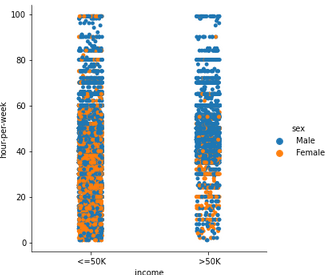 100
80
60
40
20
0
hour-per-week
<=50K
>50K
income
sex
Male
Female